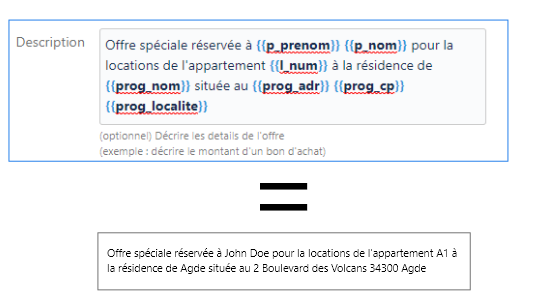 Description
Offre spéciale réservée à {{p_prenom}} {{p_nom}} pour la
locations de l'appartement {{l_num}} à la résidence de
{{prog_nom}} située au {{prog_adr}} {{prog_cp}}
{{prog_localite}}
(optionnel) Décrire les details de l'offre
(exemple : décrire le montant d'un bon d'achat)
=
Offre spéciale réservée à John Doe pour la locations de l'appartement A1 à
la résidence de Agde située au 2 Boulevard des Volcans 34300 Agde